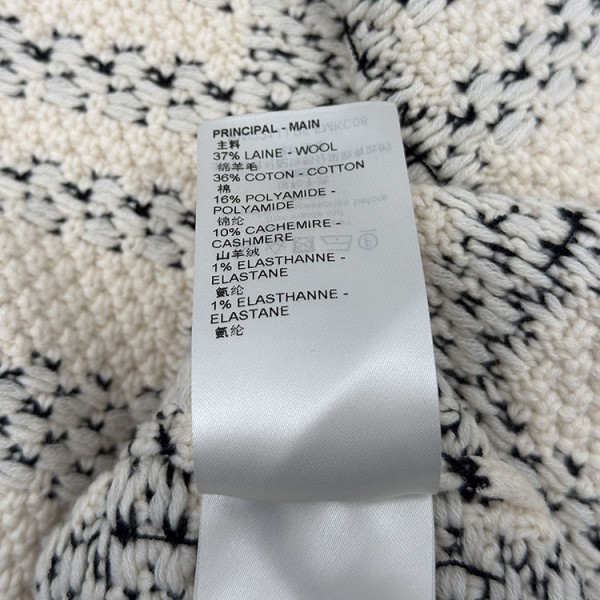 PRINCIPAL - MAIN
主料
37% LAINE - WOOL
绵羊毛
36% COTON - COTTON
棉
16% POLYAMIDE -
POLYAMIDE
锦纶
10% CACHEMIRE -
CASHMERE
山羊绒
1% ELASTHANNE -
ELASTANE
氨纶
1% ELASTHANNE -
ELASTANE
氨纶